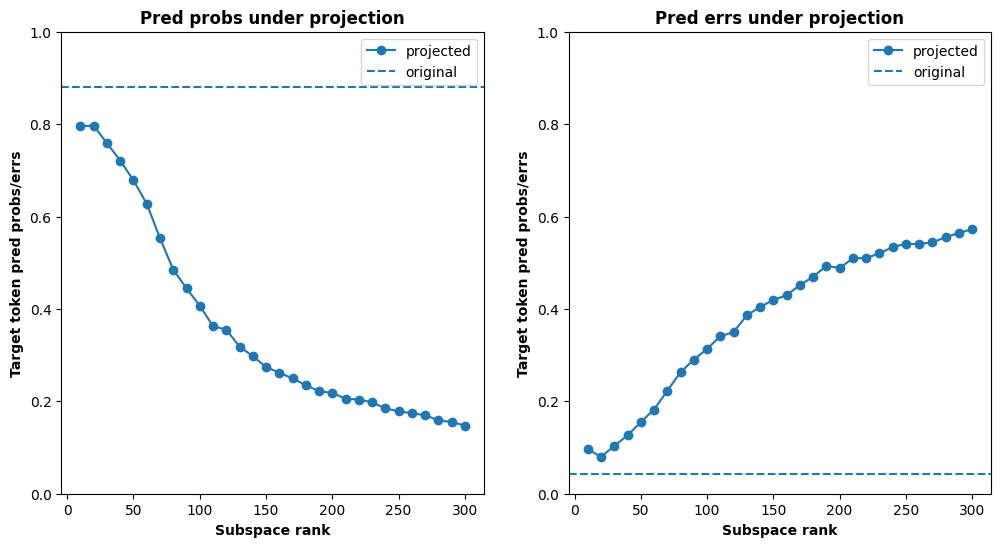 Pred probs under projection
Target token pred probs/errs
1.0
0.8
0.6
0.4
0.2
0.0
projected
original
0 50 100 150 200 250 300
Subspace rank
Pred errs under projection
Target token pred probs/errs
1.0
0.8
0.6
0.4
0.2
0.0
projected
original
0 50 100 150 200 250 300
Subspace rank